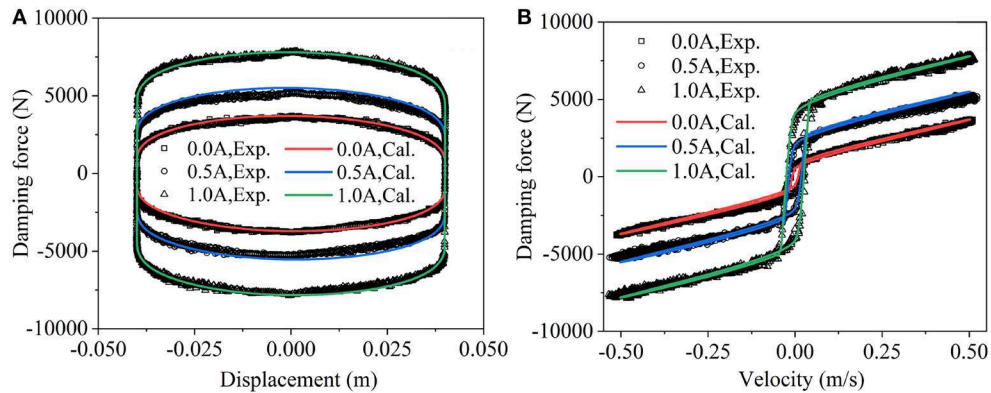 A
10000
5000
0
-5000
-10000
Damping force (N)
0.0A,Exp. 0.0A,Cal.
0.5A,Exp. 0.5A,Cal.
1.0A,Exp. 1.0A,Cal.
-0.050 -0.025 0.000 0.025 0.050
Displacement (m)
B
10000
5000
0
-5000
-10000
Damping force (N)
0.0A,Exp.
0.5A,Exp.
1.0A,Exp.
0.0A,Cal.
0.5A,Cal.
1.0A,Cal.
-0.50 -0.25 0.00 0.25 0.50
Velocity (m/s)